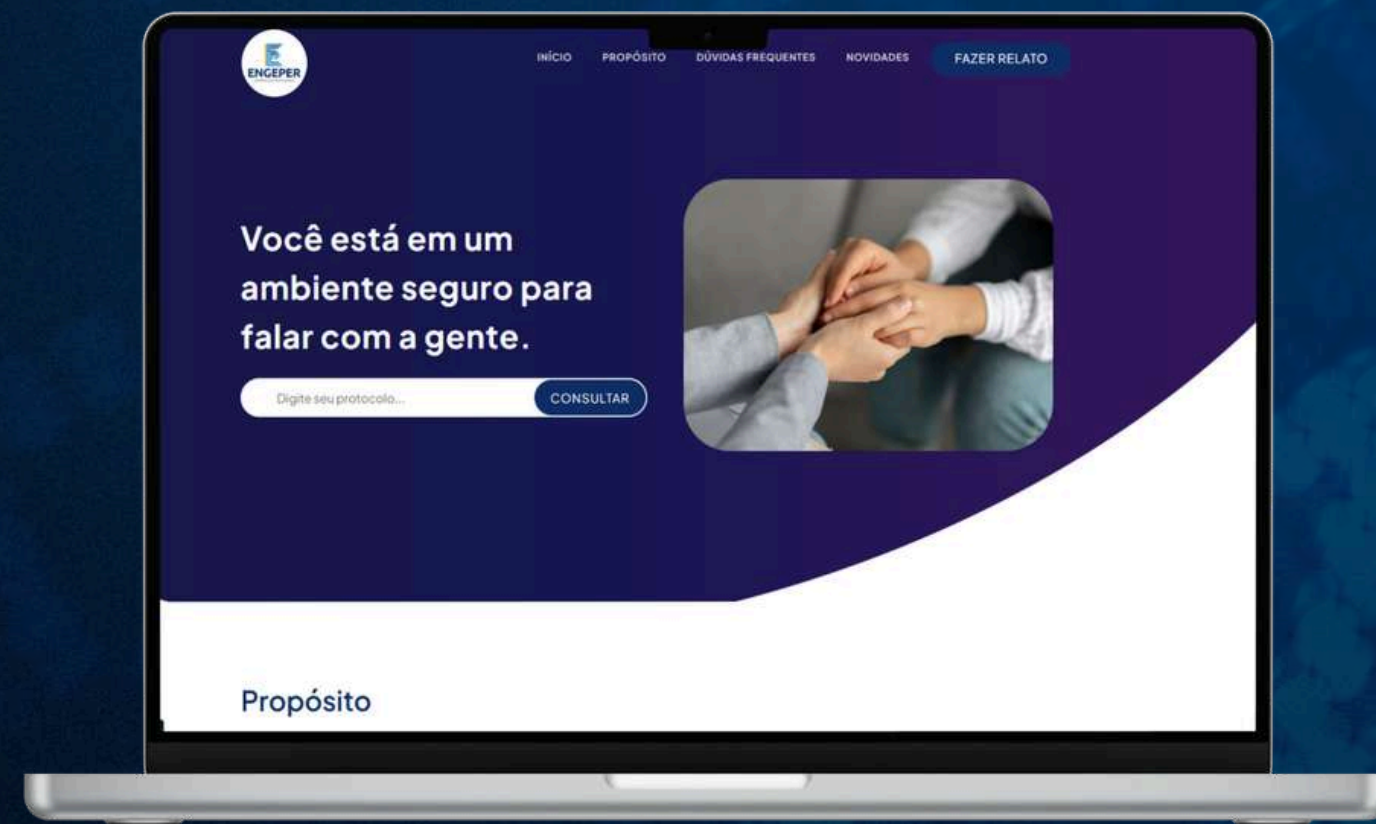 ENGEPER
INÍCIO PROPÓSITO DÚVIDAS FREQUENTES NOVIDADES FAZER RELATO
Você está em um
ambiente seguro para
falar com a gente.
Digite seu protocolo... CONSULTAR
Propósito